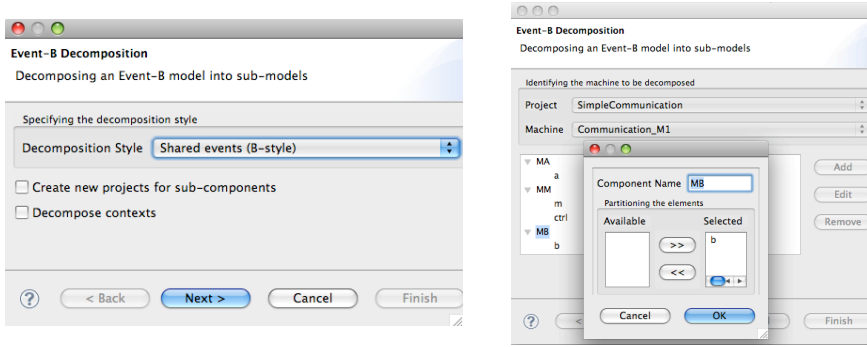 Event-B Decomposition
Decomposing an Event-B model into sub-models
Specifying the decomposition style
Decomposition Style Shared events (B-style)
Create new projects for sub-components
Decompose contexts
? < Back Next > Cancel Finish
Event-B Decomposition
Decomposing an Event-B model into sub-models
Identifying the machine to be decomposed
Project SimpleCommunication
Machine Communication_M1
MA
a
MM
m
ctrl
MB
b
Component Name MB
Partitioning the elements
Available Selected
b
>>
<<
Cancel OK
Add
Edit
Remove
? < Finish